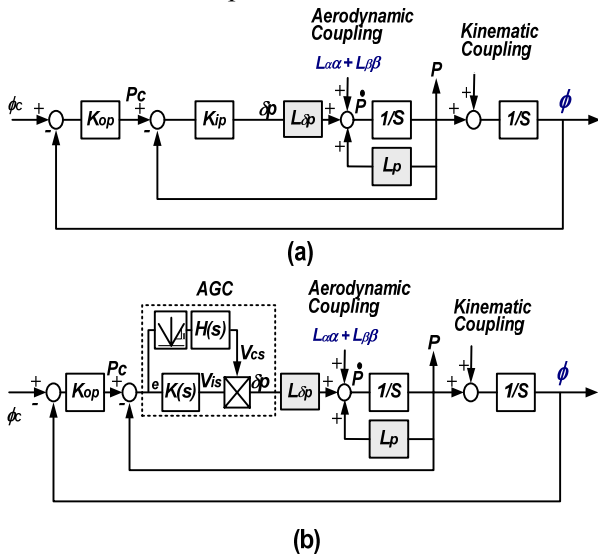 Aerodynamic
Coupling
Lαα + Lββ
Kinematic
Coupling
ϕc + - Kop Pc + - Kip δp Lδp + + + Ṗ 1/S P + + 1/S ϕ
Lp
(a)
AGC
Aerodynamic
Coupling
Lαα + Lββ
Kinematic
Coupling
H(s) Vcs
ϕc + - Kop Pc + - e K(s) Vis δp Lδp + + + Ṗ 1/S P + + 1/S ϕ
Lp
(b)